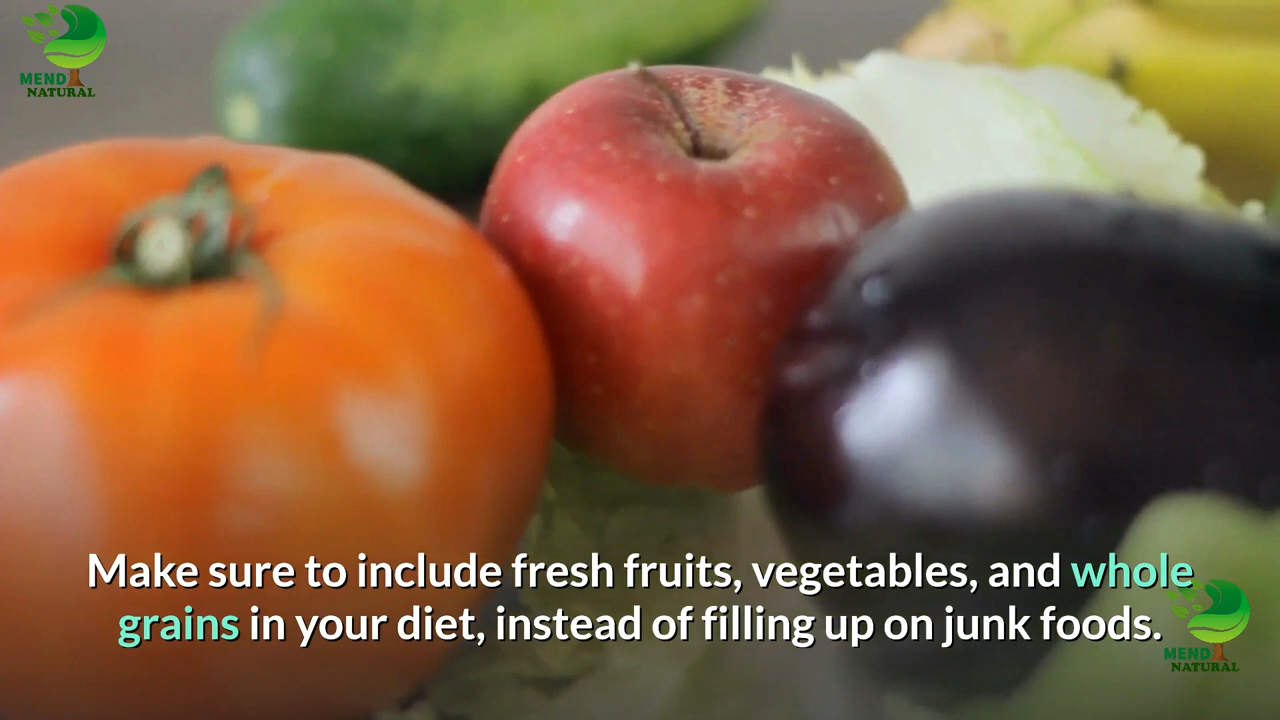 MEND
NATURAL
Make sure to include fresh fruits, vegetables, and whole
grains in your diet, instead of filling up on junk foods.
MEND
NATURAL